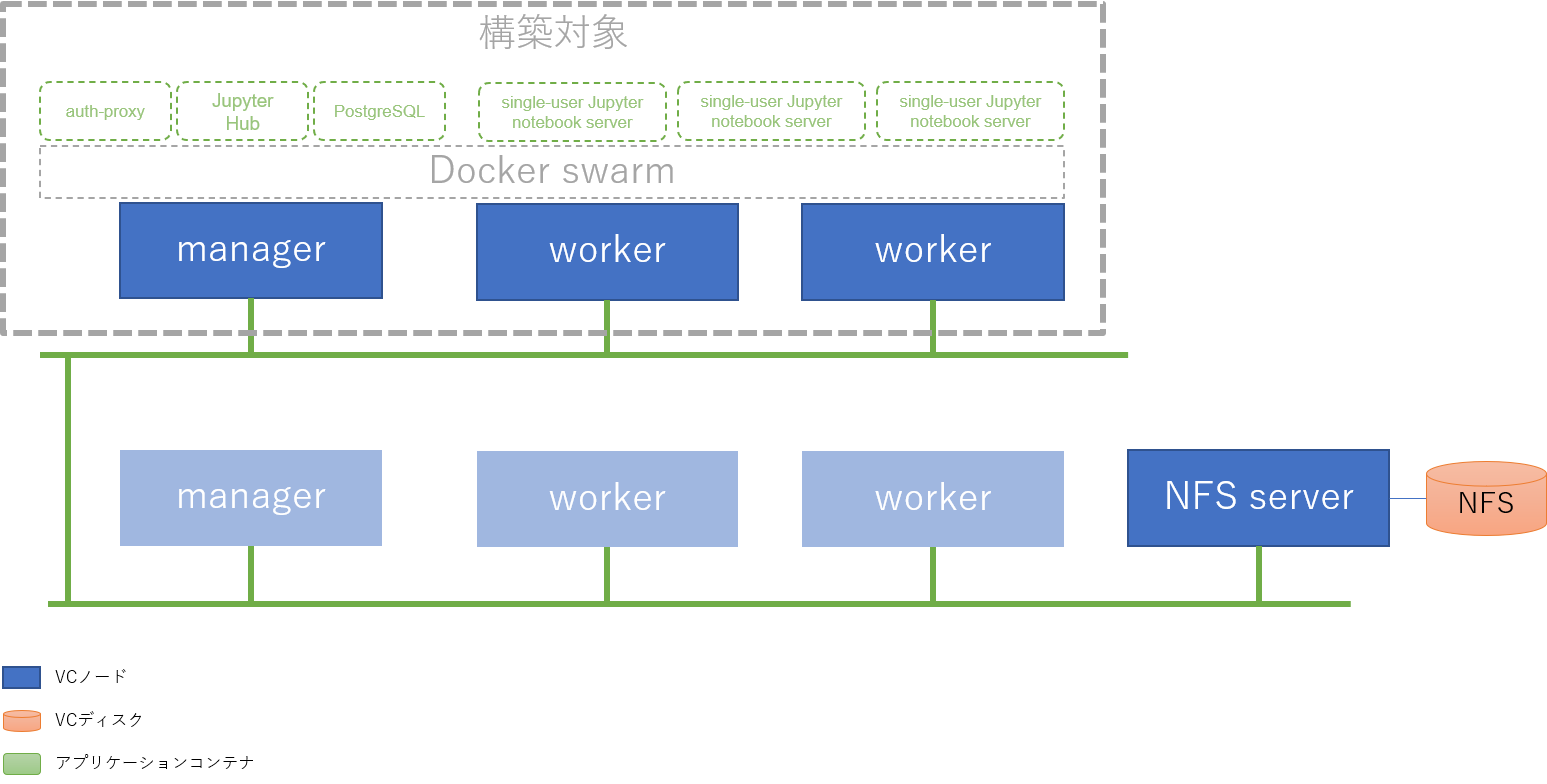 構築対象
auth-proxy
Jupyter
Hub
PostgreSQL
single-user Jupyter
notebook server
single-user Jupyter
notebook server
single-user Jupyter
notebook server
Docker swarm
manager
worker
worker
manager
worker
worker
NFS server
NFS
VCノード
VCディスク
アプリケーションコンテナ